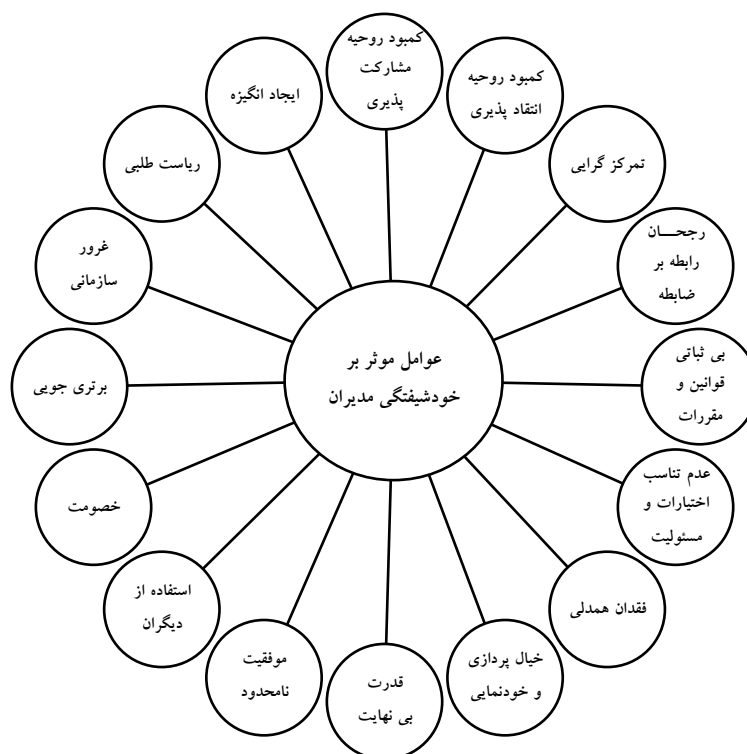 عوامل موثر بر
خودشیفتگی مدیران
کمبود روحیه
مشارکت
پذیری
کمبود روحیه
انتقاد پذیری
تمرکز گرایی
رجحـــان
رابطه بر
ضابطه
بی ثباتی
قوانین و
مقررات
عدم تناسب
اختیارات و
مسئولیت
فقدان همدلی
خیال پردازی
و خودنمایی
قدرت
بی نهایت
موفقیت
نامحدود
استفاده از
دیگران
خصومت
برتری جویی
غرور
سازمانی
ریاست طلبی
ایجاد انگیزه